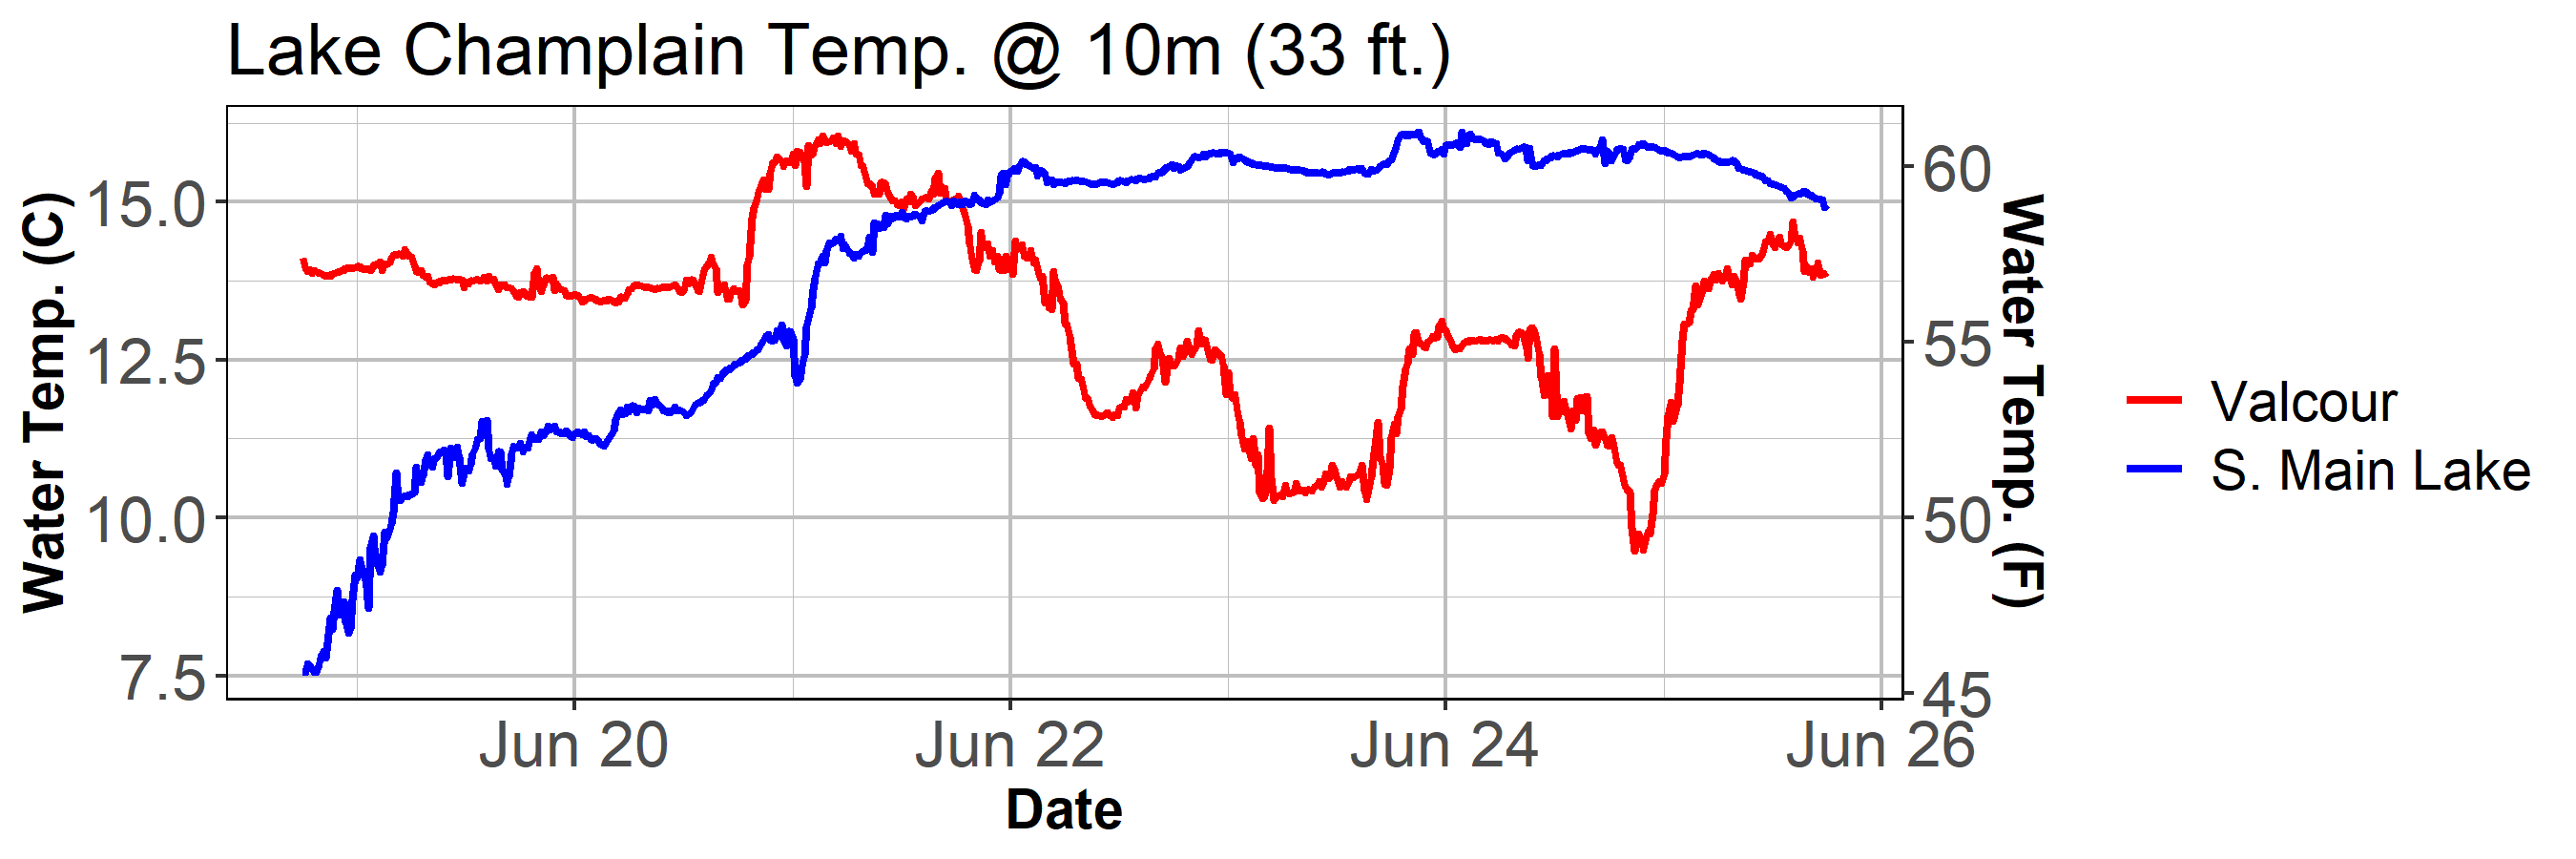 Lake Champlain Temp. @ 10m (33 ft.)
Water Temp. (C)
15.0
12.5
10.0
7.5
60
55
50
45
Water Temp. (F)
Jun 20
Jun 22
Jun 24
Jun 26
Date
Valcour
S. Main Lake